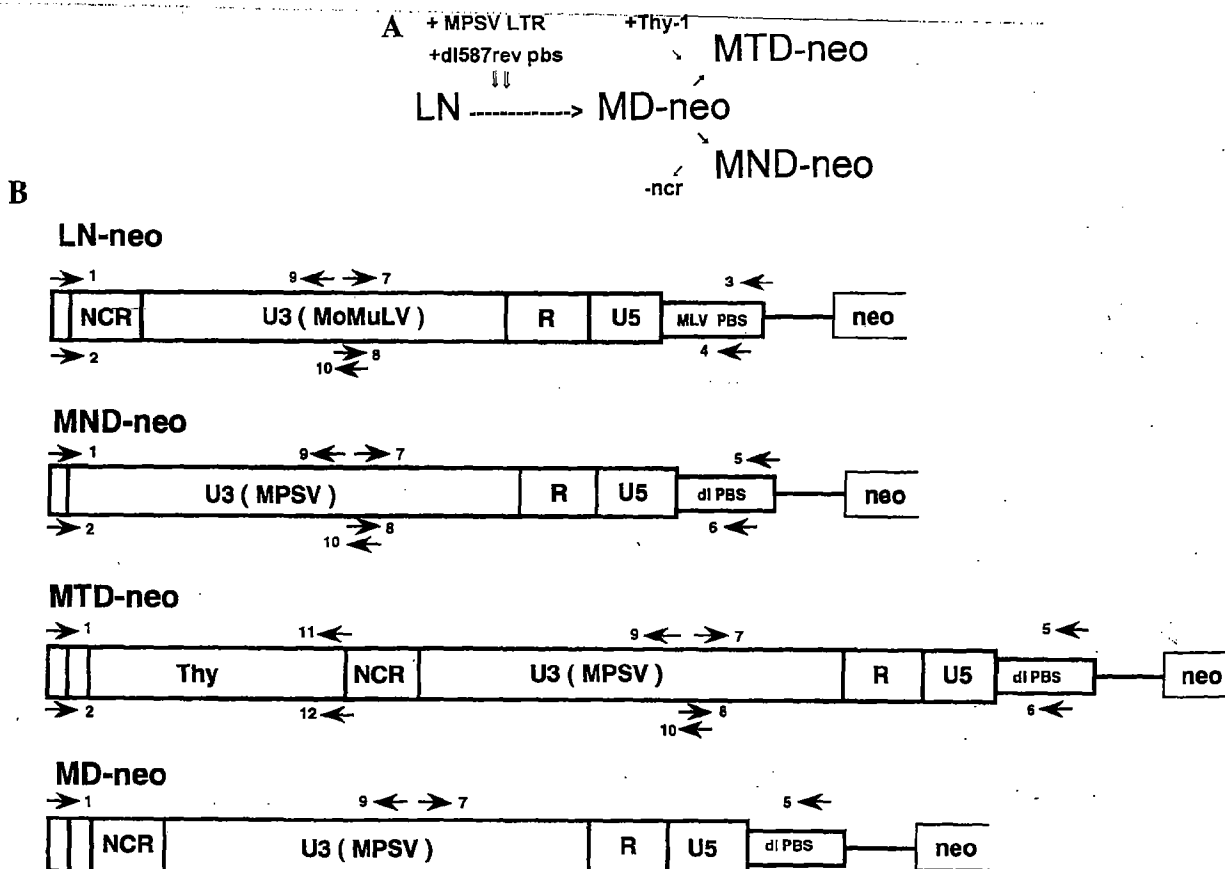 A + MPSV LTR +Thy-1 MTD-neo
+dl587rev pbs
LN ------------> MD-neo
MND-neo
-ncr
B
LN-neo
1 9 7 3
NCR U3 ( MoMuLV ) R U5 MLV PBS neo
2 10 8 4
MND-neo
1 9 7 5
U3 ( MPSV ) R U5 dl PBS neo
2 10 8 6
MTD-neo
1 11 9 7 5
Thy NCR U3 ( MPSV ) R U5 dl PBS neo
2 12 10 8 6
MD-neo
1 9 7 5
NCR U3 ( MPSV ) R U5 dl PBS neo